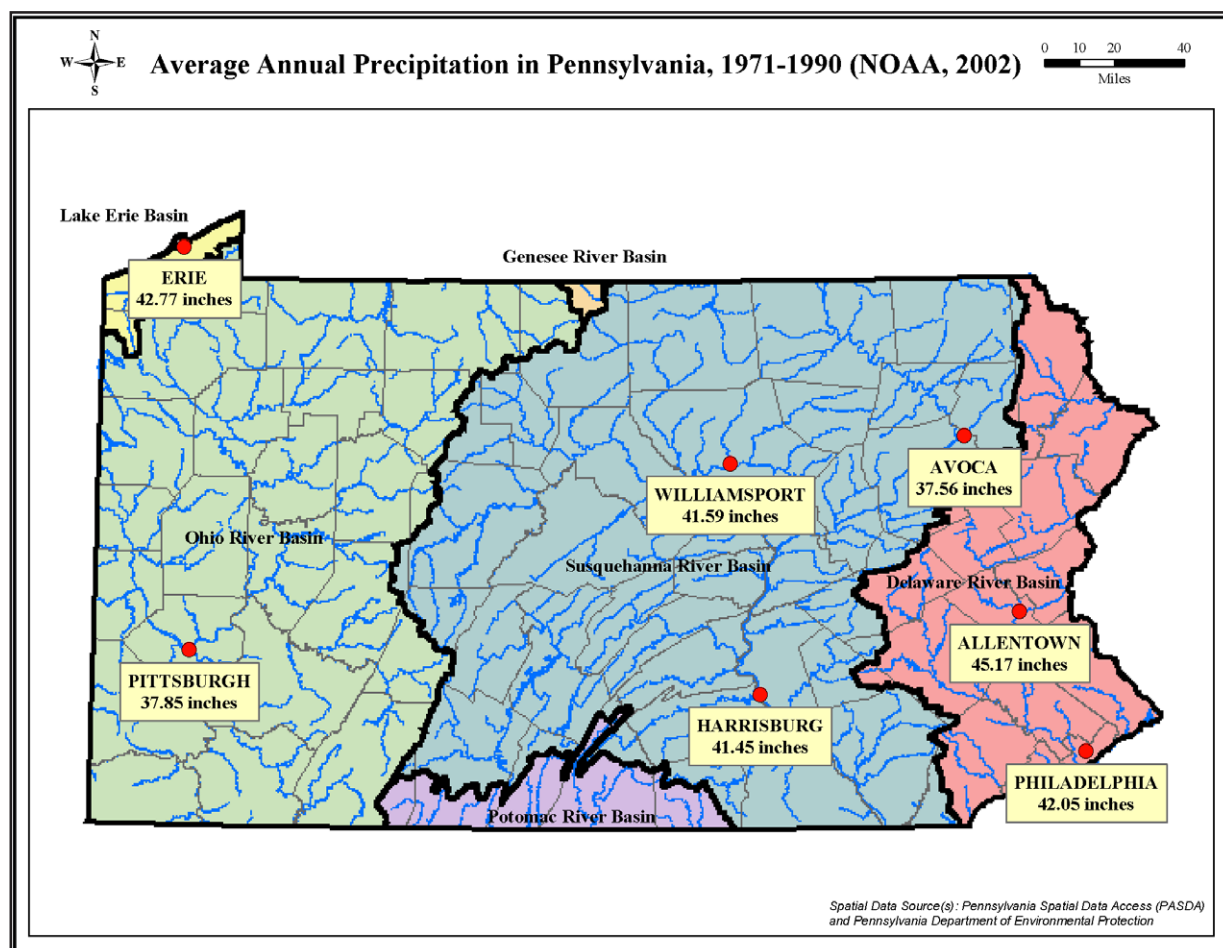 N
W E
S
Average Annual Precipitation in Pennsylvania, 1971-1990 (NOAA, 2002)
0 10 20 40
Miles
Lake Erie Basin
Genesee River Basin
ERIE
42.77 inches
AVOCA
37.56 inches
WILLIAMSPORT
41.59 inches
Ohio River Basin
Susquehanna River Basin
Delaware River Basin
ALLENTOWN
45.17 inches
PITTSBURGH
37.85 inches
HARRISBURG
41.45 inches
PHILADELPHIA
42.05 inches
Potomac River Basin
Spatial Data Source(s): Pennsylvania Spatial Data Access (PASDA)
and Pennsylvania Department of Environmental Protection